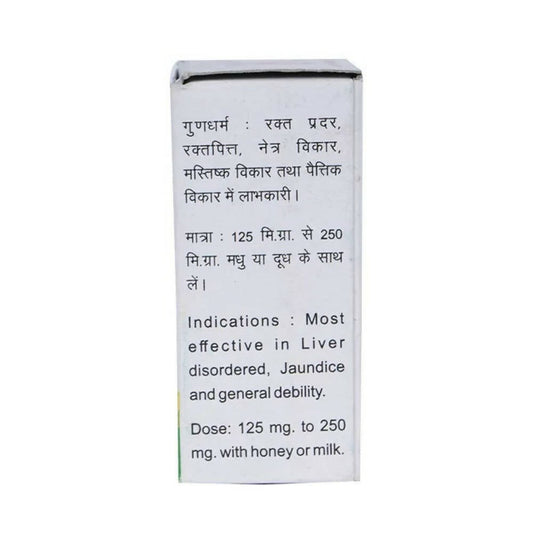 गुणधर्म : रक्त प्रदर,
रक्तपित्त, नेत्र विकार,
मस्तिष्क विकार तथा पैत्तिक
विकार में लाभकारी।
मात्रा : 125 मि.ग्रा. से 250
मि.ग्रा. मधु या दूध के साथ
लें।
Indications : Most
effective in Liver
disordered, Jaundice
and general debility.
Dose: 125 mg. to 250
mg. with honey or milk.